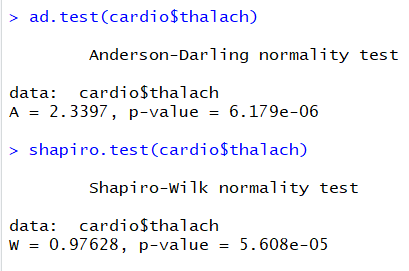 > ad.test(cardio$thalach)
Anderson-Darling normality test
data:  cardio$thalach
A = 2.3397, p-value = 6.179e-06
> shapiro.test(cardio$thalach)
Shapiro-Wilk normality test
data:  cardio$thalach
W = 0.97628, p-value = 5.608e-05